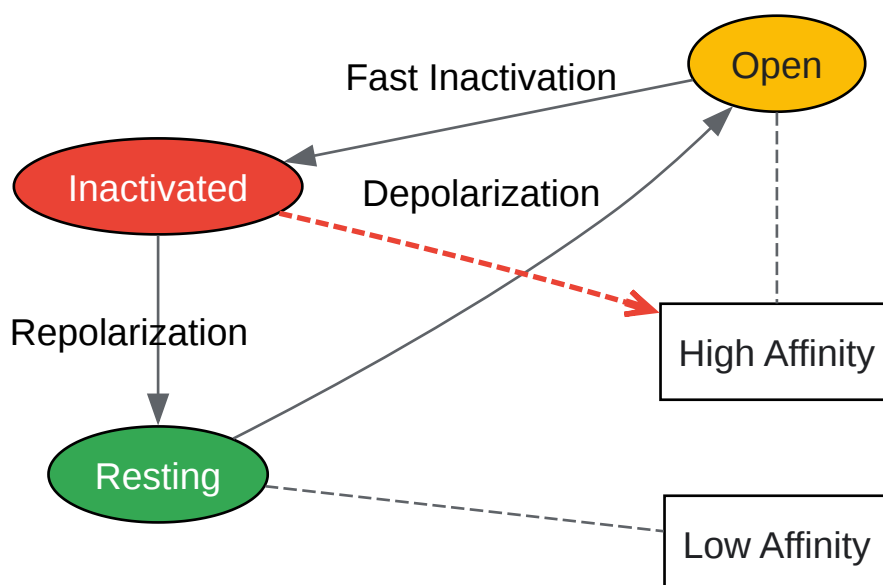 Open
Fast Inactivation
Inactivated
Depolarization
Repolarization
High Affinity
Resting
Low Affinity